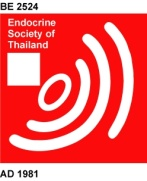 BE 2524
Endocrine
Society of
Thailand
AD 1981